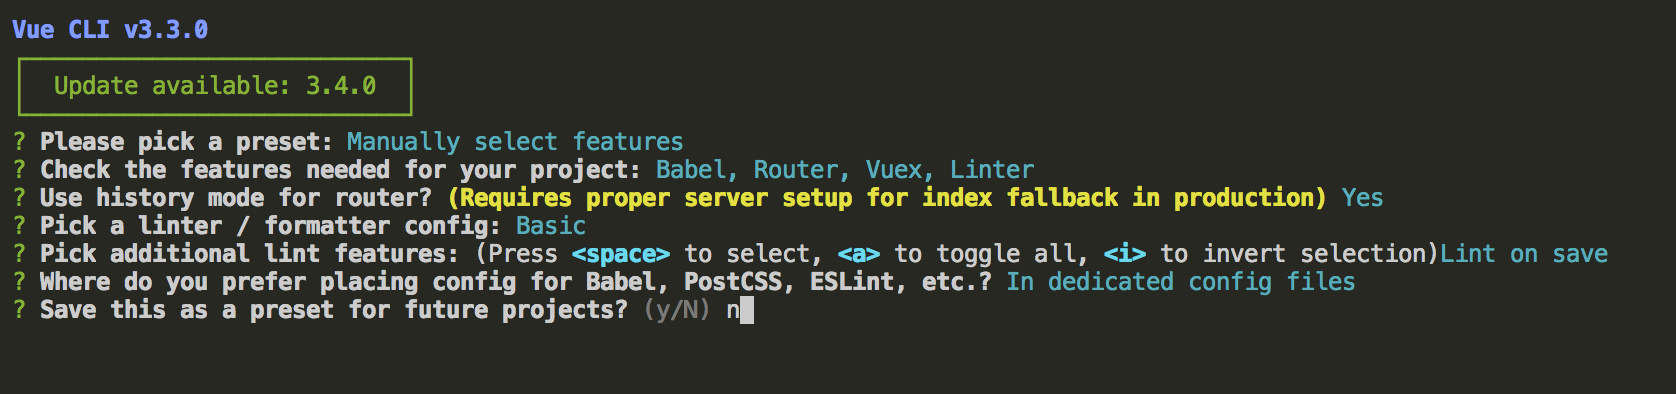 Vue CLI v3.3.0
Update available: 3.4.0
? Please pick a preset: Manually select features
? Check the features needed for your project: Babel, Router, Vuex, Linter
? Use history mode for router? (Requires proper server setup for index fallback in production) Yes
? Pick a linter / formatter config: Basic
? Pick additional lint features: (Press <space> to select, <a> to toggle all, <i> to invert selection)Lint on save
? Where do you prefer placing config for Babel, PostCSS, ESLint, etc.? In dedicated config files
? Save this as a preset for future projects? (y/N) n